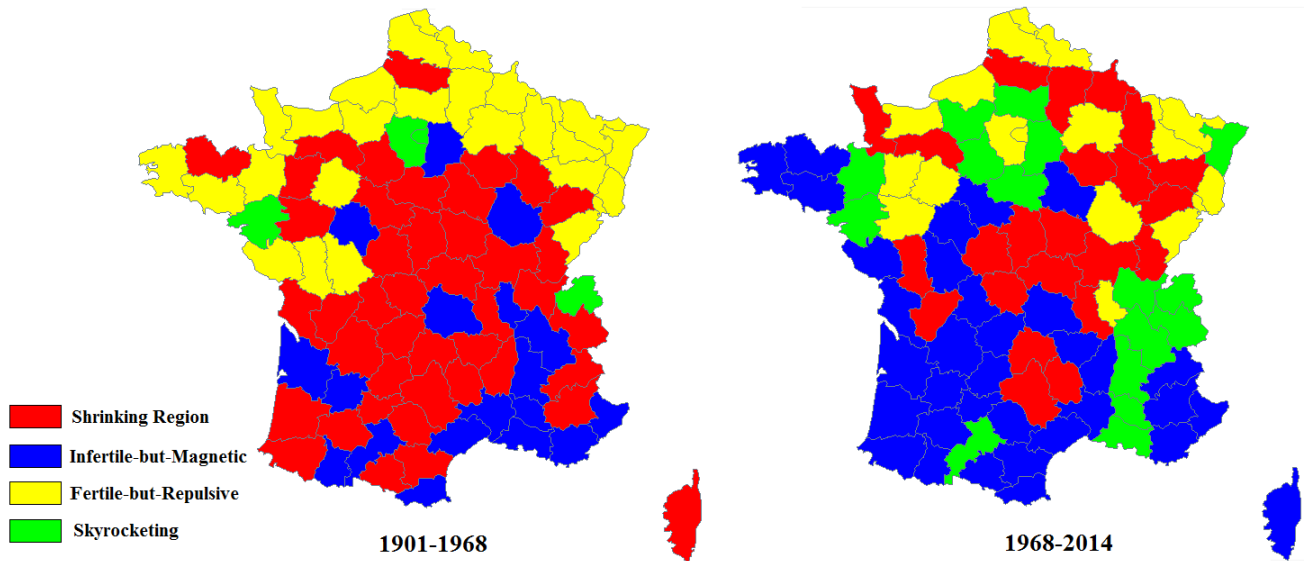 Shrinking Region
Infertile-but-Magnetic
Fertile-but-Repulsive
Skyrocketing
1901-1968
1968-2014